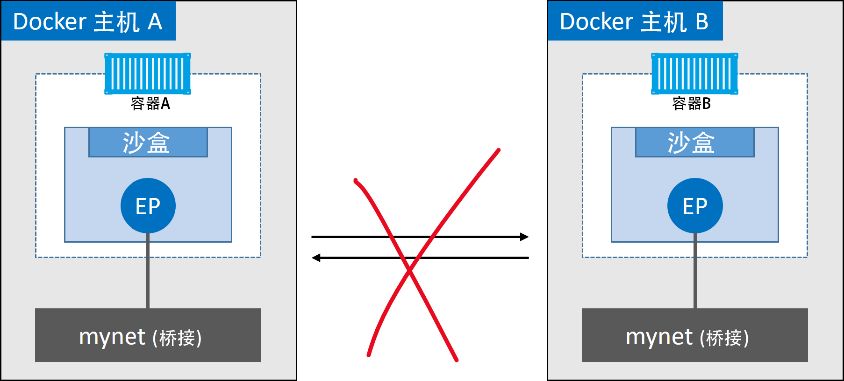 Docker 主机 A
容器A
沙盒
EP
mynet (桥接)
Docker 主机 B
容器B
沙盒
EP
mynet (桥接)